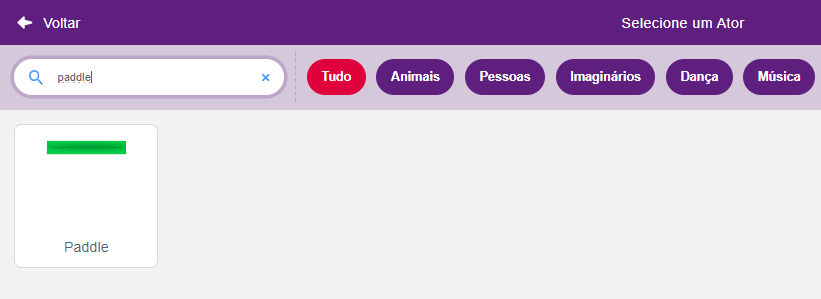 Voltar
Selecione um Ator
paddle
Tudo
Animais
Pessoas
Imaginários
Dança
Música
Paddle